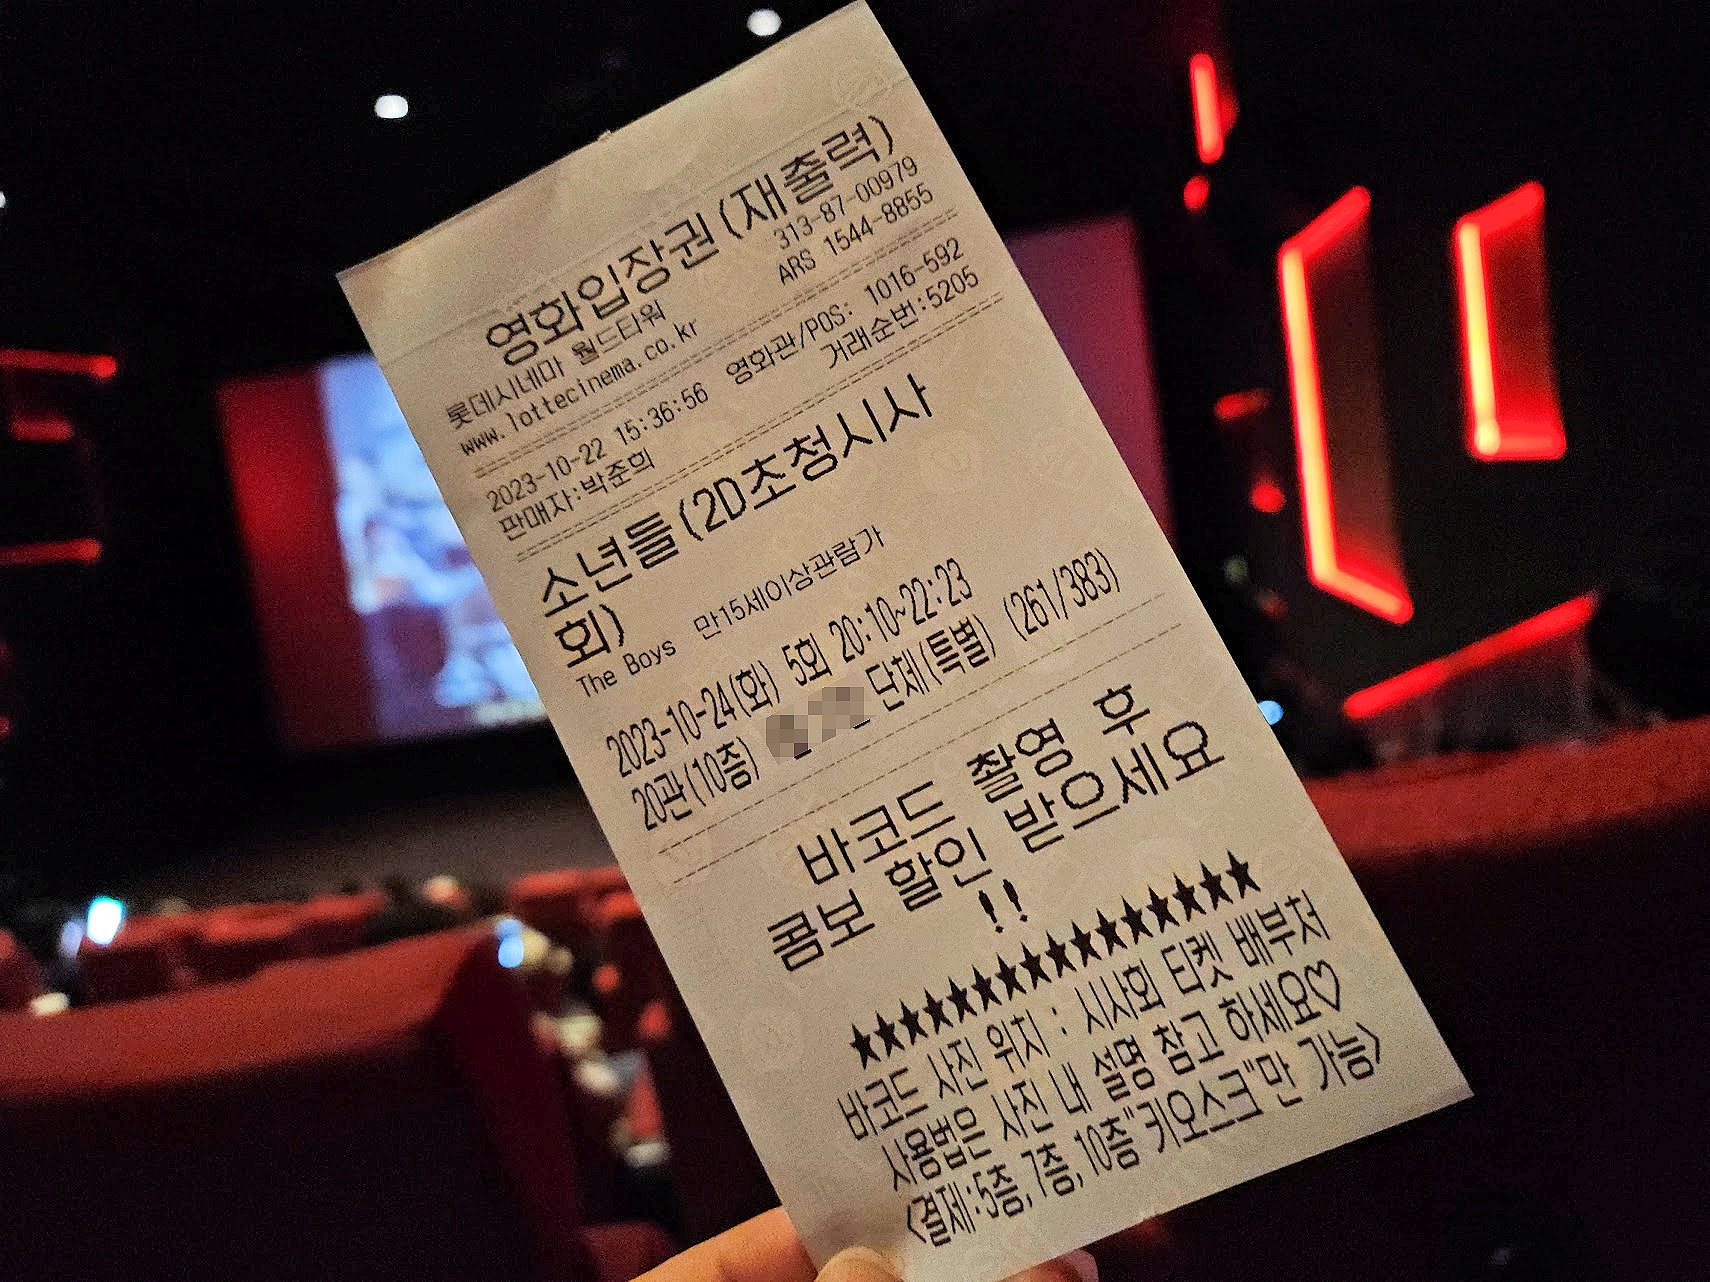 영화입장권(재출력)
롯데시네마 월드타워 313-87-00979
www.lottecinema.co.kr ARS 1544-8855
2023-10-22 15:36:56 영화관/POS: 1016-592
판매자:박준희 거래순번:5205
소년들(2D초청시사
회)
The Boys 만15세이상관람가
2023-10-24(화) 5회 20:10~22:23
20관(10층) 단체(특별) (261/383)
바코드 촬영 후
콤보 할인 받으세요
!!
★★★★★★★★★★★★★★★★
바코드 사진 위치 : 시사회 티켓 배부처
사용법은 사진 내 설명 참고 하세요♡
<결제:5층,7층,10층"키오스크"만 가능>